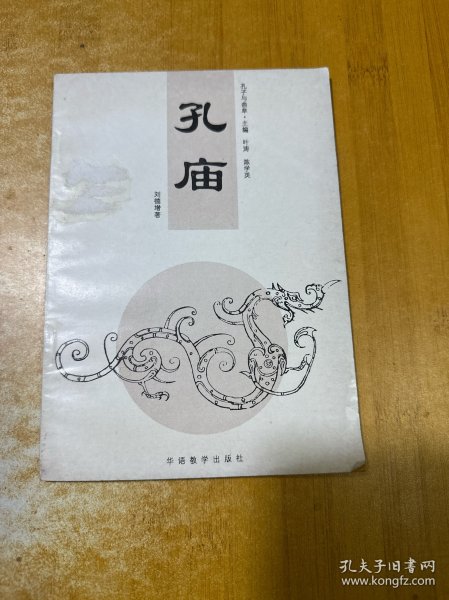 孔子与曲阜·主编 叶涛 陈学英
孔庙
刘德增著
华语教学出版社
孔夫子旧书网
www.kongfz.com